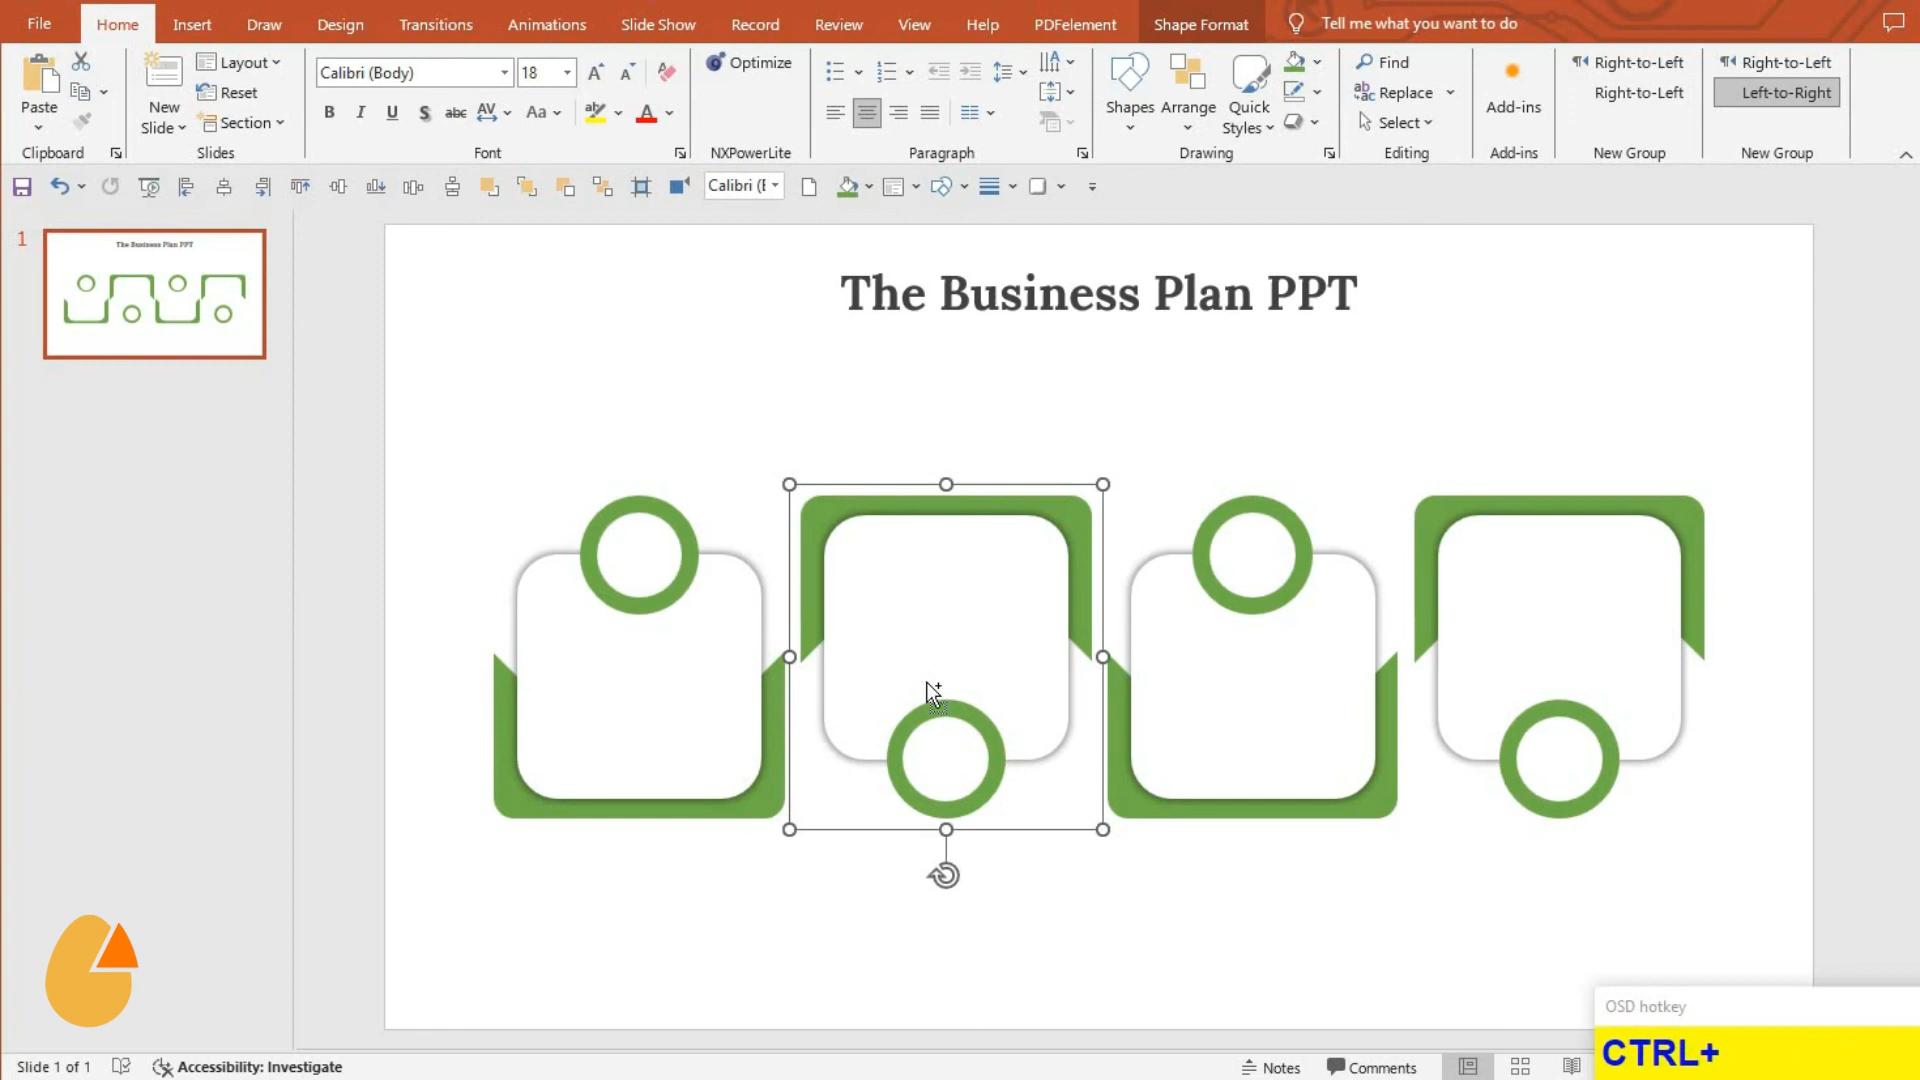 File Home Insert Draw Design Transitions Animations Slide Show Record Review View Help PDFelement Shape Format Tell me what you want to do
Paste
Clipboard
New
Slide
Layout
Reset
Section
Slides
Calibri (Body) 18
B I U S abc AV Aa ab A
Font
Optimize
NXPowerLite
Paragraph
Shapes Arrange Quick
Styles
Drawing
Find
Replace
Select
Editing
Add-ins
Add-ins
Right-to-Left
Right-to-Left
New Group
Right-to-Left
Left-to-Right
New Group
Calibri (
1
The Business Plan PPT
The Business Plan PPT
OSD hotkey
CTRL+
Slide 1 of 1 Accessibility: Investigate Notes Comments